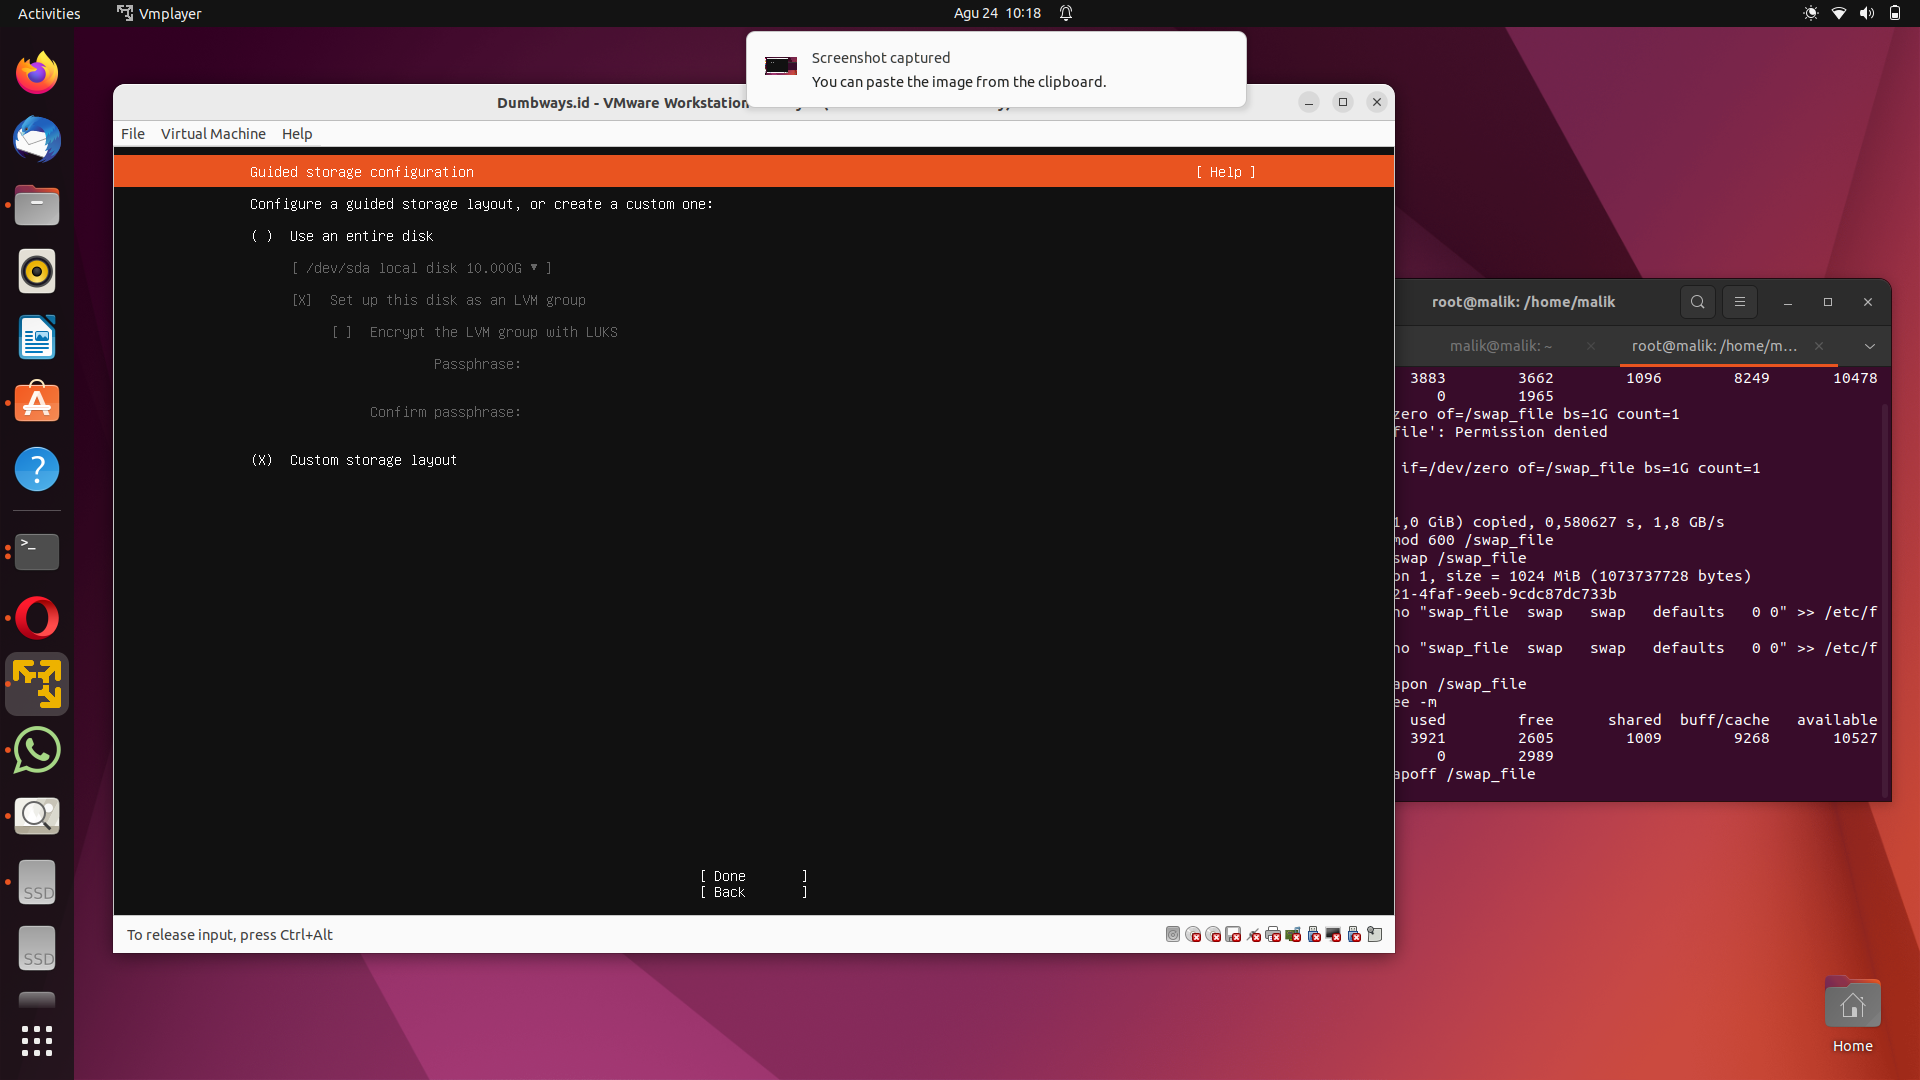 Activities
Vmplayer
Agu 24 10:18
Screenshot captured
You can paste the image from the clipboard.
Dumbways.id - VMware Workstation
File Virtual Machine Help
Guided storage configuration [ Help ]
Configure a guided storage layout, or create a custom one:
( ) Use an entire disk
[ /dev/sda local disk 10.000G ▾ ]
[X] Set up this disk as an LVM group
[ ] Encrypt the LVM group with LUKS
Passphrase:
Confirm passphrase:
(X) Custom storage layout
[ Done ]
[ Back ]
To release input, press Ctrl+Alt
root@malik: /home/malik
malik@malik: ~
root@malik: /home/m...
3883 3662 1096 8249 10478
0 1965
zero of=/swap_file bs=1G count=1
file': Permission denied
if=/dev/zero of=/swap_file bs=1G count=1
1,0 GiB) copied, 0,580627 s, 1,8 GB/s
mod 600 /swap_file
swap /swap_file
on 1, size = 1024 MiB (1073737728 bytes)
21-4faf-9eeb-9cdc87dc733b
ho "swap_file swap swap defaults 0 0" >> /etc/f
ho "swap_file swap swap defaults 0 0" >> /etc/f
apon /swap_file
ee -m
used free shared buff/cache available
3921 2605 1009 9268 10527
0 2989
apoff /swap_file
SSD
SSD
Home